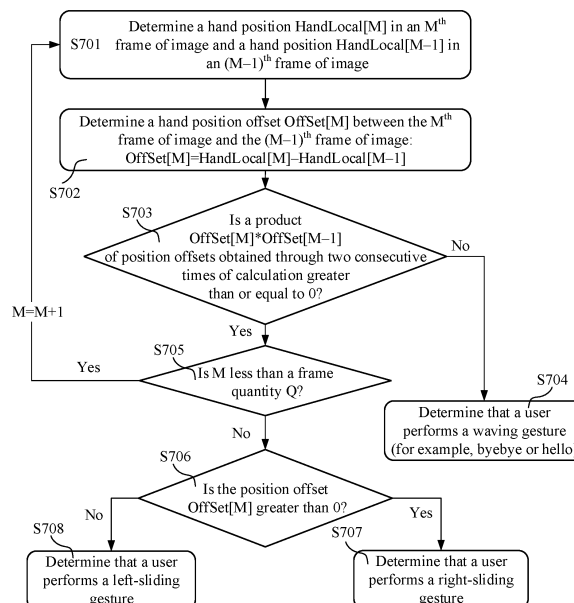 S701
Determine a hand position HandLocal[M] in an Mth
frame of image and a hand position HandLocal[M–1] in
an (M–1)th frame of image
Determine a hand position offset OffSet[M] between the Mth
frame of image and the (M–1)th frame of image:
OffSet[M]=HandLocal[M]–HandLocal[M–1]
S702
S703
Is a product
OffSet[M]*OffSet[M–1]
of position offsets obtained through two consecutive
times of calculation greater
than or equal to 0?
No
M=M+1
Yes
S705
Yes
Is M less than a frame
quantity Q?
S704
Determine that a user
performs a waving gesture
(for example, byebye or hello)
No
S706
Is the position offset
OffSet[M] greater than 0?
No
Yes
S708
S707
Determine that a user
performs a left-sliding
gesture
Determine that a user
performs a right-sliding
gesture